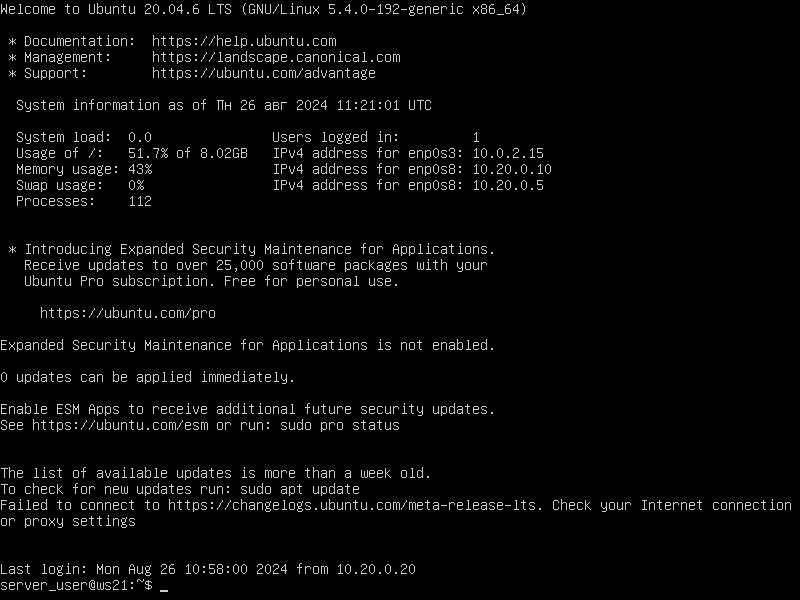 Welcome to Ubuntu 20.04.6 LTS (GNU/Linux 5.4.0-192-generic x86_64)
* Documentation: https://help.ubuntu.com
* Management: https://landscape.canonical.com
* Support: https://ubuntu.com/advantage
System information as of Пн 26 авг 2024 11:21:01 UTC
System load: 0.0 Users logged in: 1
Usage of /: 51.7% of 8.02GB IPv4 address for enp0s3: 10.0.2.15
Memory usage: 43% IPv4 address for enp0s8: 10.20.0.10
Swap usage: 0% IPv4 address for enp0s8: 10.20.0.5
Processes: 112
* Introducing Expanded Security Maintenance for Applications.
Receive updates to over 25,000 software packages with your
Ubuntu Pro subscription. Free for personal use.
https://ubuntu.com/pro
Expanded Security Maintenance for Applications is not enabled.
0 updates can be applied immediately.
Enable ESM Apps to receive additional future security updates.
See https://ubuntu.com/esm or run: sudo pro status
The list of available updates is more than a week old.
To check for new updates run: sudo apt update
Failed to connect to https://changelogs.ubuntu.com/meta-release-lts. Check your Internet connection
or proxy settings
Last login: Mon Aug 26 10:58:00 2024 from 10.20.0.20
server_user@ws21:~$ _